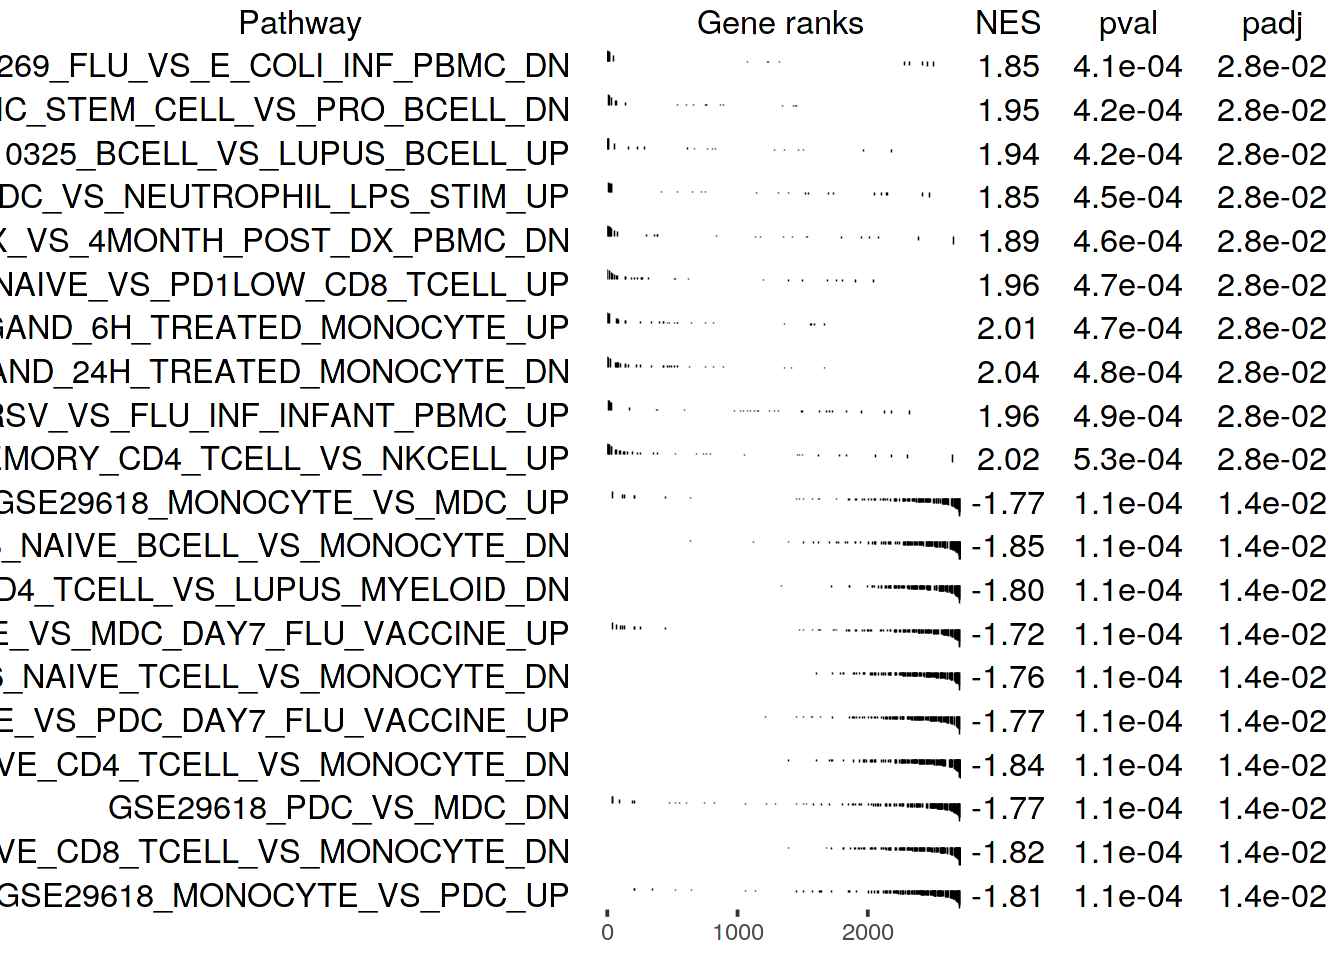 Pathway Gene ranks NES pval padj
269_FLU_VS_E_COLI_INF_PBMC_DN 1.85 4.1e-04 2.8e-02
IC_STEM_CELL_VS_PRO_BCELL_DN 1.95 4.2e-04 2.8e-02
0325_BCELL_VS_LUPUS_BCELL_UP 1.94 4.2e-04 2.8e-02
DC_VS_NEUTROPHIL_LPS_STIM_UP 1.85 4.5e-04 2.8e-02
X_VS_4MONTH_POST_DX_PBMC_DN 1.89 4.6e-04 2.8e-02
NAIVE_VS_PD1LOW_CD8_TCELL_UP 1.96 4.7e-04 2.8e-02
GAND_6H_TREATED_MONOCYTE_UP 2.01 4.7e-04 2.8e-02
AND_24H_TREATED_MONOCYTE_DN 2.04 4.8e-04 2.8e-02
RSV_VS_FLU_INF_INFANT_PBMC_UP 1.96 4.9e-04 2.8e-02
EMORY_CD4_TCELL_VS_NKCELL_UP 2.02 5.3e-04 2.8e-02
GSE29618_MONOCYTE_VS_MDC_UP -1.77 1.1e-04 1.4e-02
_NAIVE_BCELL_VS_MONOCYTE_DN -1.85 1.1e-04 1.4e-02
D4_TCELL_VS_LUPUS_MYELOID_DN -1.80 1.1e-04 1.4e-02
E_VS_MDC_DAY7_FLU_VACCINE_UP -1.72 1.1e-04 1.4e-02
S_NAIVE_TCELL_VS_MONOCYTE_DN -1.76 1.1e-04 1.4e-02
E_VS_PDC_DAY7_FLU_VACCINE_UP -1.77 1.1e-04 1.4e-02
VE_CD4_TCELL_VS_MONOCYTE_DN -1.84 1.1e-04 1.4e-02
GSE29618_PDC_VS_MDC_DN -1.77 1.1e-04 1.4e-02
VE_CD8_TCELL_VS_MONOCYTE_DN -1.82 1.1e-04 1.4e-02
GSE29618_MONOCYTE_VS_PDC_UP -1.81 1.1e-04 1.4e-02
0 1000 2000